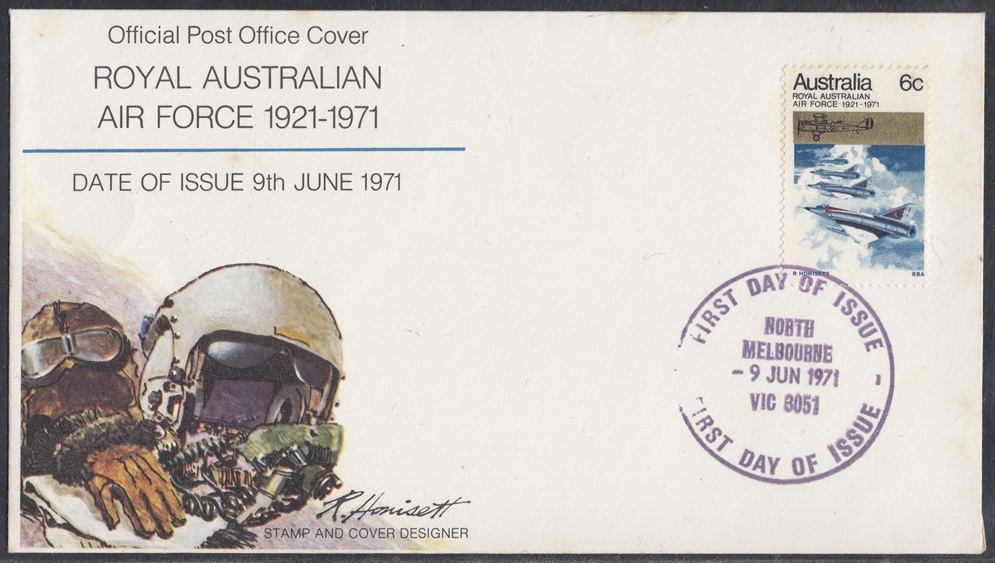 Official Post Office Cover
ROYAL AUSTRALIAN
AIR FORCE 1921-1971
DATE OF ISSUE 9th JUNE 1971
Australia 6c
ROYAL AUSTRALIAN
AIR FORCE 1921-1971
R HONISETT RBA
FIRST DAY OF ISSUE
NORTH
MELBOURNE
- 9 JUN 1971 -
VIC 3051
FIRST DAY OF ISSUE
R. Honisett
STAMP AND COVER DESIGNER